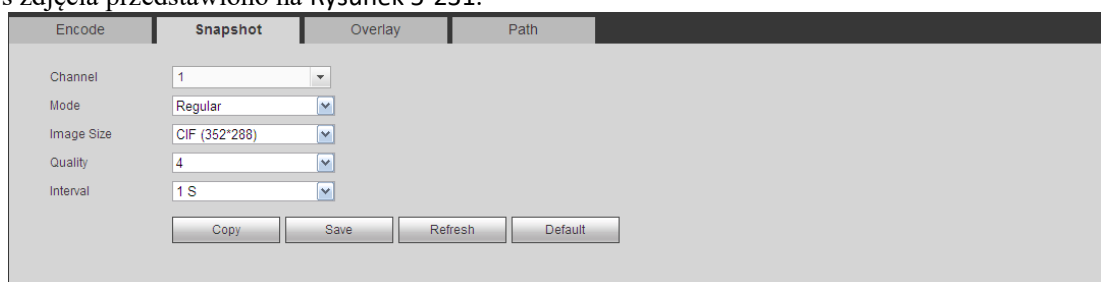 s zdjęcia przedstawiono na Rysunek 5-231.
Encode Snapshot Overlay Path
Channel 1
Mode Regular
Image Size CIF (352*288)
Quality 4
Interval 1 S
Copy Save Refresh Default